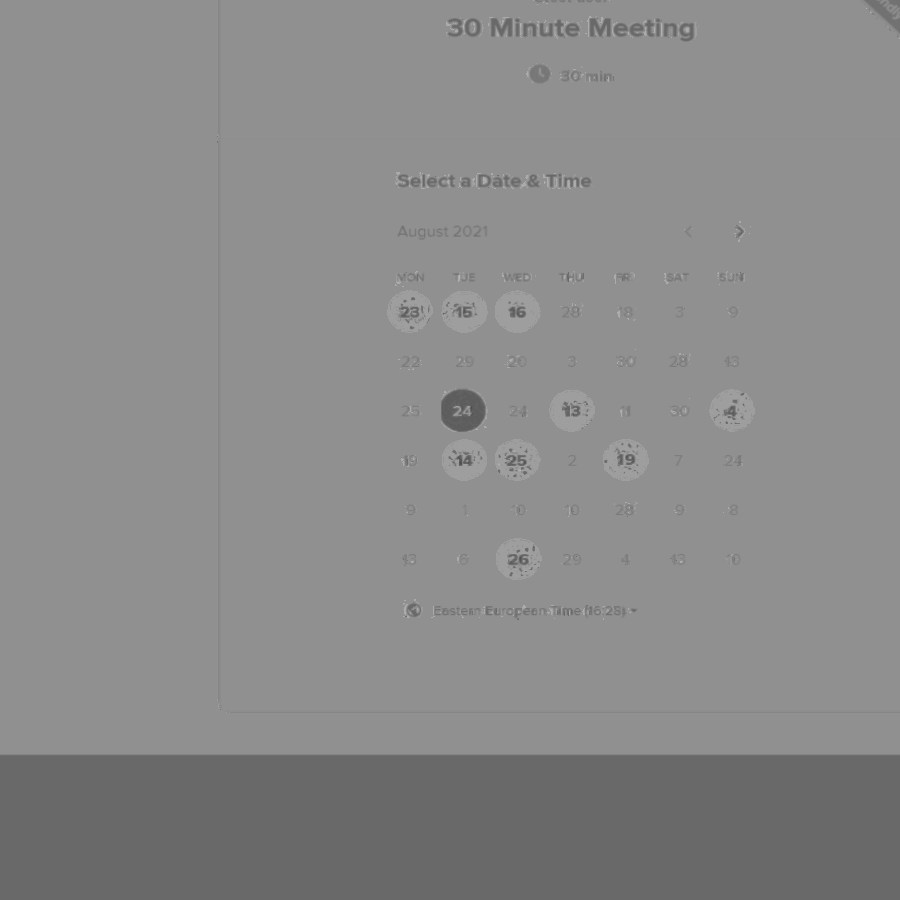 30 Minute Meeting
30 min
Select a Date & Time
August 2021
MON TUE WED THU FRI SAT SUN
23 15 16 28 18 3 9
22 29 20 3 30 28 13
25 24 24 13 11 30 4
19 14 25 2 19 7 24
9 1 10 10 28 9 8
13 6 26 29 4 13 10
Eastern European Time (16:28)